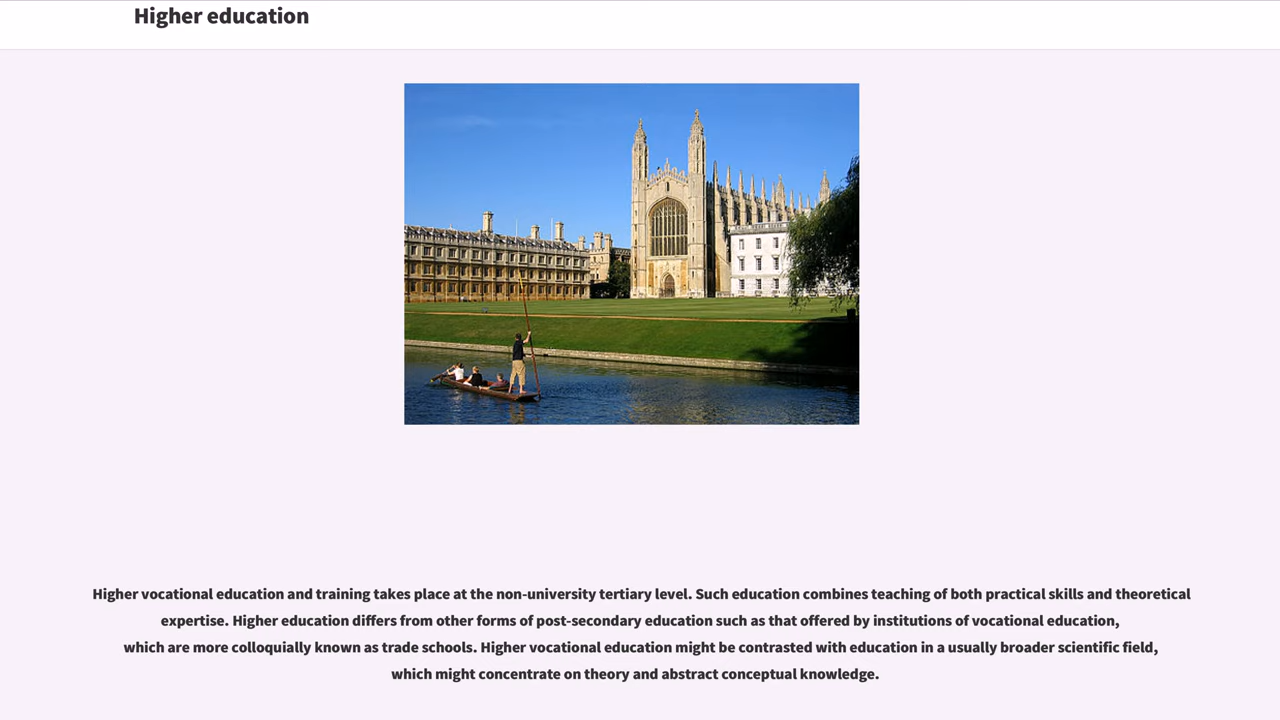 Higher education
Higher vocational education and training takes place at the non-university tertiary level. Such education combines teaching of both practical skills and theoretical
expertise. Higher education differs from other forms of post-secondary education such as that offered by institutions of vocational education,
which are more colloquially known as trade schools. Higher vocational education might be contrasted with education in a usually broader scientific field,
which might concentrate on theory and abstract conceptual knowledge.